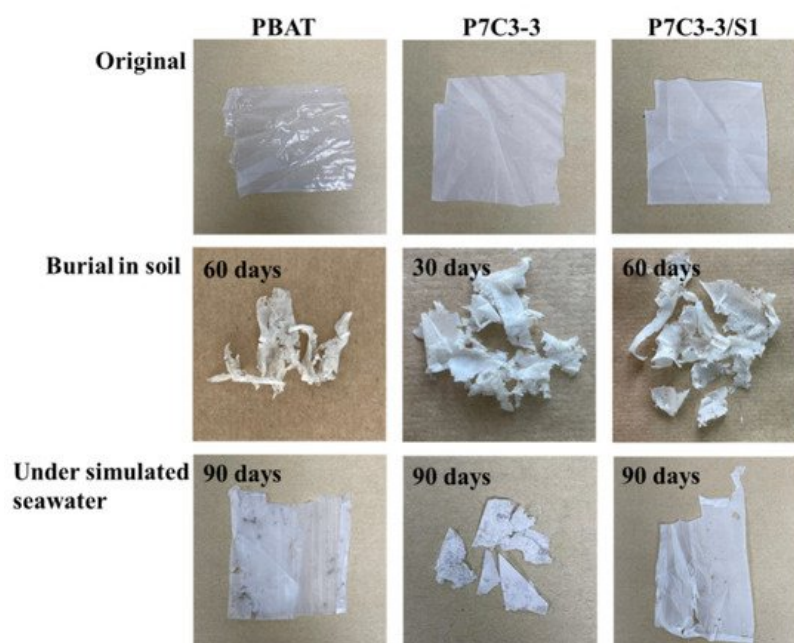 PBAT P7C3-3 P7C3-3/S1
Original
Burial in soil
60 days 30 days 60 days
Under simulated
seawater
90 days 90 days 90 days